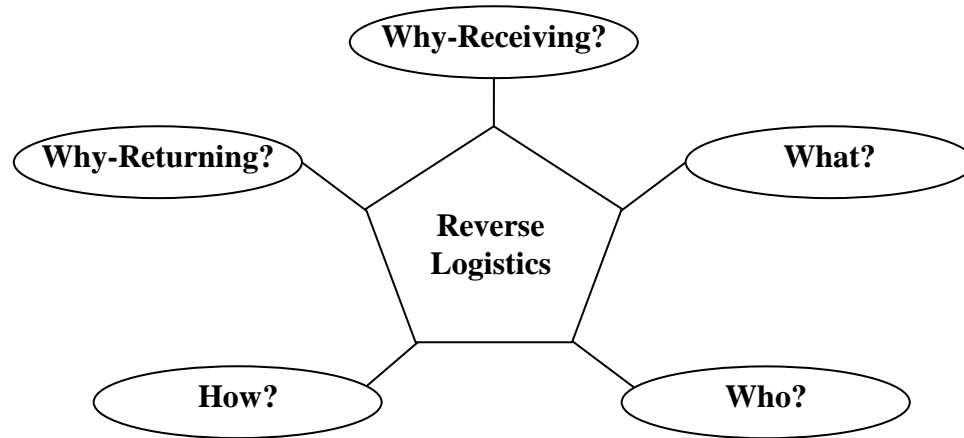 Why-Receiving?
Why-Returning?
What?
Reverse
Logistics
How?
Who?